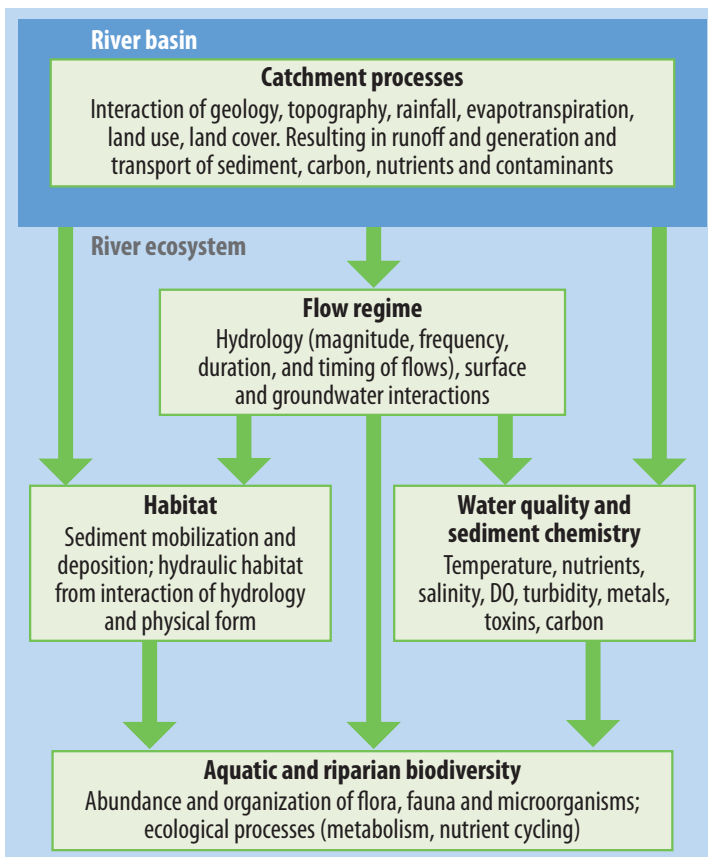 River basin
Catchment processes
Interaction of geology, topography, rainfall, evapotranspiration,
land use, land cover. Resulting in runoff and generation and
transport of sediment, carbon, nutrients and contaminants
River ecosystem
Flow regime
Hydrology (magnitude, frequency,
duration, and timing of flows), surface
and groundwater interactions
Habitat
Sediment mobilization and
deposition; hydraulic habitat
from interaction of hydrology
and physical form
Water quality and
sediment chemistry
Temperature, nutrients,
salinity, DO, turbidity, metals,
toxins, carbon
Aquatic and riparian biodiversity
Abundance and organization of flora, fauna and microorganisms;
ecological processes (metabolism, nutrient cycling)